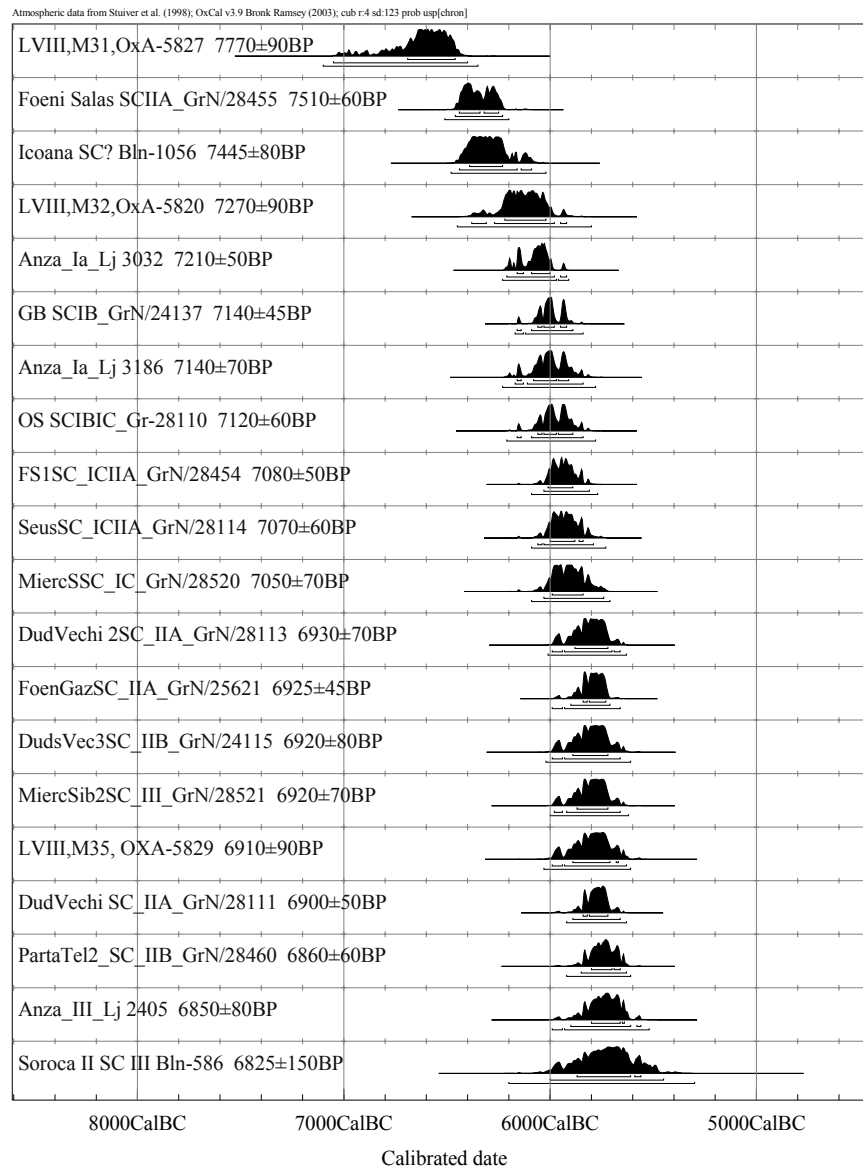 Atmospheric data from Stuiver et al. (1998); OxCal v3.9 Bronk Ramsey (2003); cub r:4 sd:123 prob usp[chron]
LVIII,M31,OxA-5827 7770±90BP
Foeni Salas SCIIA_GrN/28455 7510±60BP
Icoana SC? Bln-1056 7445±80BP
LVIII,M32,OxA-5820 7270±90BP
Anza_Ia_Lj 3032 7210±50BP
GB SCIB_GrN/24137 7140±45BP
Anza_Ia_Lj 3186 7140±70BP
OS SCIBIC_Gr-28110 7120±60BP
FS1SC_ICIIA_GrN/28454 7080±50BP
SeusSC_ICIIA_GrN/28114 7070±60BP
MiercSSC_IC_GrN/28520 7050±70BP
DudVechi 2SC_IIA_GrN/28113 6930±70BP
FoenGazSC_IIA_GrN/25621 6925±45BP
DudsVec3SC_IIB_GrN/24115 6920±80BP
MiercSib2SC_III_GrN/28521 6920±70BP
LVIII,M35, OXA-5829 6910±90BP
DudVechi SC_IIA_GrN/28111 6900±50BP
PartaTel2_SC_IIB_GrN/28460 6860±60BP
Anza_III_Lj 2405 6850±80BP
Soroca II SC III Bln-586 6825±150BP
8000CalBC 7000CalBC 6000CalBC 5000CalBC
Calibrated date